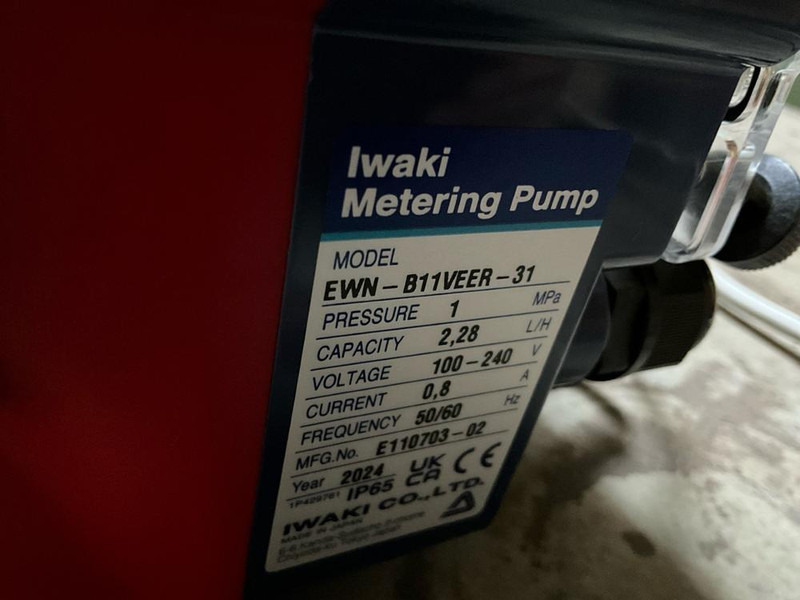 Iwaki
Metering Pump
MODEL
EWN-B11VEER-31
PRESSURE 1 MPa
CAPACITY 2,28 L/H
VOLTAGE 100-240 V
CURRENT 0,8 A
FREQUENCY 50/60 Hz
MFG.No. E110703-02
Year 2024 UK CA CE
IP65
IWAKI CO.,LTD.
MADE IN JAPAN